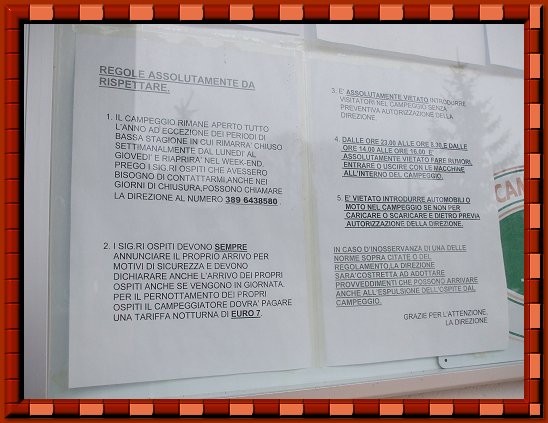 REGOLE ASSOLUTAMENTE DA
RISPETTARE.
1. IL CAMPEGGIO RIMANE APERTO TUTTO
L'ANNO AD ECCEZIONE DEI PERIODI DI
BASSA STAGIONE IN CUI RIMARRA' CHIUSO
SETTIMANALMENTE DAL LUNEDI' AL
GIOVEDI' E RIAPRIRA' NEL WEEK-END.
PREGO I SIG.RI OSPITI CHE AVESSERO
BISOGNO DI CONTATTARMI,ANCHE NEI
GIORNI DI CHIUSURA,POSSONO CHIAMARE
LA DIREZIONE AL NUMERO 389 6438580.
2. I SIG.RI OSPITI DEVONO SEMPRE
ANNUNCIARE IL PROPRIO ARRIVO PER
MOTIVI DI SICUREZZA E DEVONO
DICHIARARE ANCHE L'ARRIVO DEI PROPRI
OSPITI ANCHE SE VENGONO IN GIORNATA.
PER IL PERNOTTAMENTO DEI PROPRI
OSPITI IL CAMPEGGIATORE DOVRA' PAGARE
UNA TARIFFA NOTTURNA DI EURO 7.
3. E' ASSOLUTAMENTE VIETATO INTRODURRE
VISITATORI NEL CAMPEGGIO SENZA
PREVENTIVA AUTORIZZAZIONE DELLA
DIREZIONE.
4. DALLE ORE 23.00 ALLE ORE 8.30,E DALLE
ORE 14.00 ALLE ORE 16.00 E'
ASSOLUTAMENTE VIETATO FARE RUMORI,
ENTRARE O USCIRE CON LE MACCHINE
ALL'INTERNO DEL CAMPEGGIO.
5. E' VIETATO INTRODURRE AUTOMOBILI O
MOTO NEL CAMPEGGIO SE NON PER
CARICARE O SCARICARE E DIETRO PREVIA
AUTORIZZAZIONE DELLA DIREZIONE.
IN CASO D'INOSSERVANZA DI UNA DELLE
NORME SOPRA CITATE O DEL
REGOLAMENTO,LA DIREZIONE
SARA'COSTRETTA AD ADOTTARE
PROVVEDDIMENTI CHE POSSONO ARRIVARE
ANCHE ALL'ESPULSIONE DELL'OSPITE DAL
CAMPEGGIO.
GRAZIE PER L'ATTENZIONE.
LA DIREZIONE
CAN